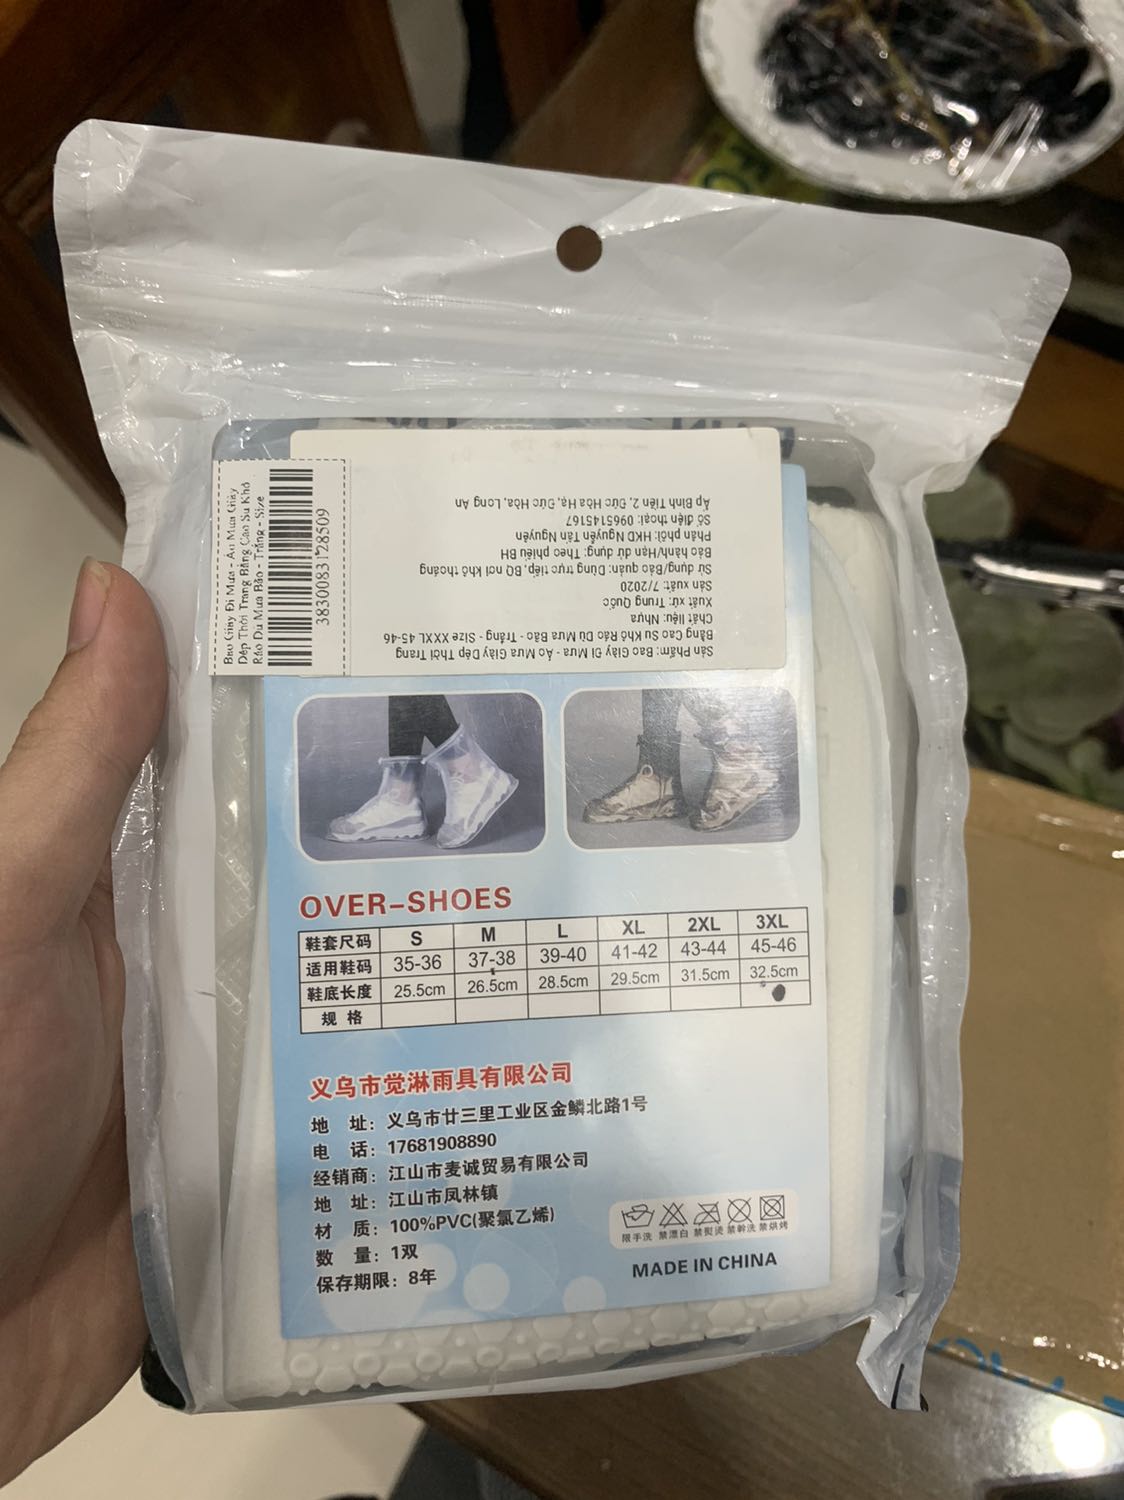 Bao Giày Đi Mưa - Áo Mưa Giày
Dép Thời Trang Bằng Cao Su Khó
Ráo Dù Mưa Bão - Trắng - Size
3830083128509
Sản Phẩm: Bao Giày Đi Mưa - Áo Mưa Giày Dép Thời Trang
Bằng Cao Su Khó Ráo Dù Mưa Bão - Trắng - Size XXXL 45-46
Chất liệu: Nhựa
Xuất xứ: Trung Quốc
Sản xuất: 7/2020
Sử dụng/Bảo quản: Dùng trực tiếp, BQ nơi khô thoáng
Bảo hành/Hạn dử dụng: Theo phiếu BH
Phân phối: HKD Nguyễn Tấn Nguyên
Số điện thoại: 0965145167
Ấp Bình Tiền 2, Đức Hòa Hạ, Đức Hòa, Long An
OVER-SHOES
鞋套尺码 S M L XL 2XL 3XL
适用鞋码 35-36 37-38 39-40 41-42 43-44 45-46
鞋底长度 25.5cm 26.5cm 28.5cm 29.5cm 31.5cm 32.5cm
规 格
义乌市觉淋雨具有限公司
地 址：义乌市廿三里工业区金鳞北路1号
电 话：17681908890
经销商：江山市麦诚贸易有限公司
地 址：江山市凤林镇
材 质：100%PVC(聚氯乙烯)
数 量：1双
保存期限：8年
限手洗 禁漂白 禁熨烫 禁幹洗 禁烘烤
MADE IN CHINA